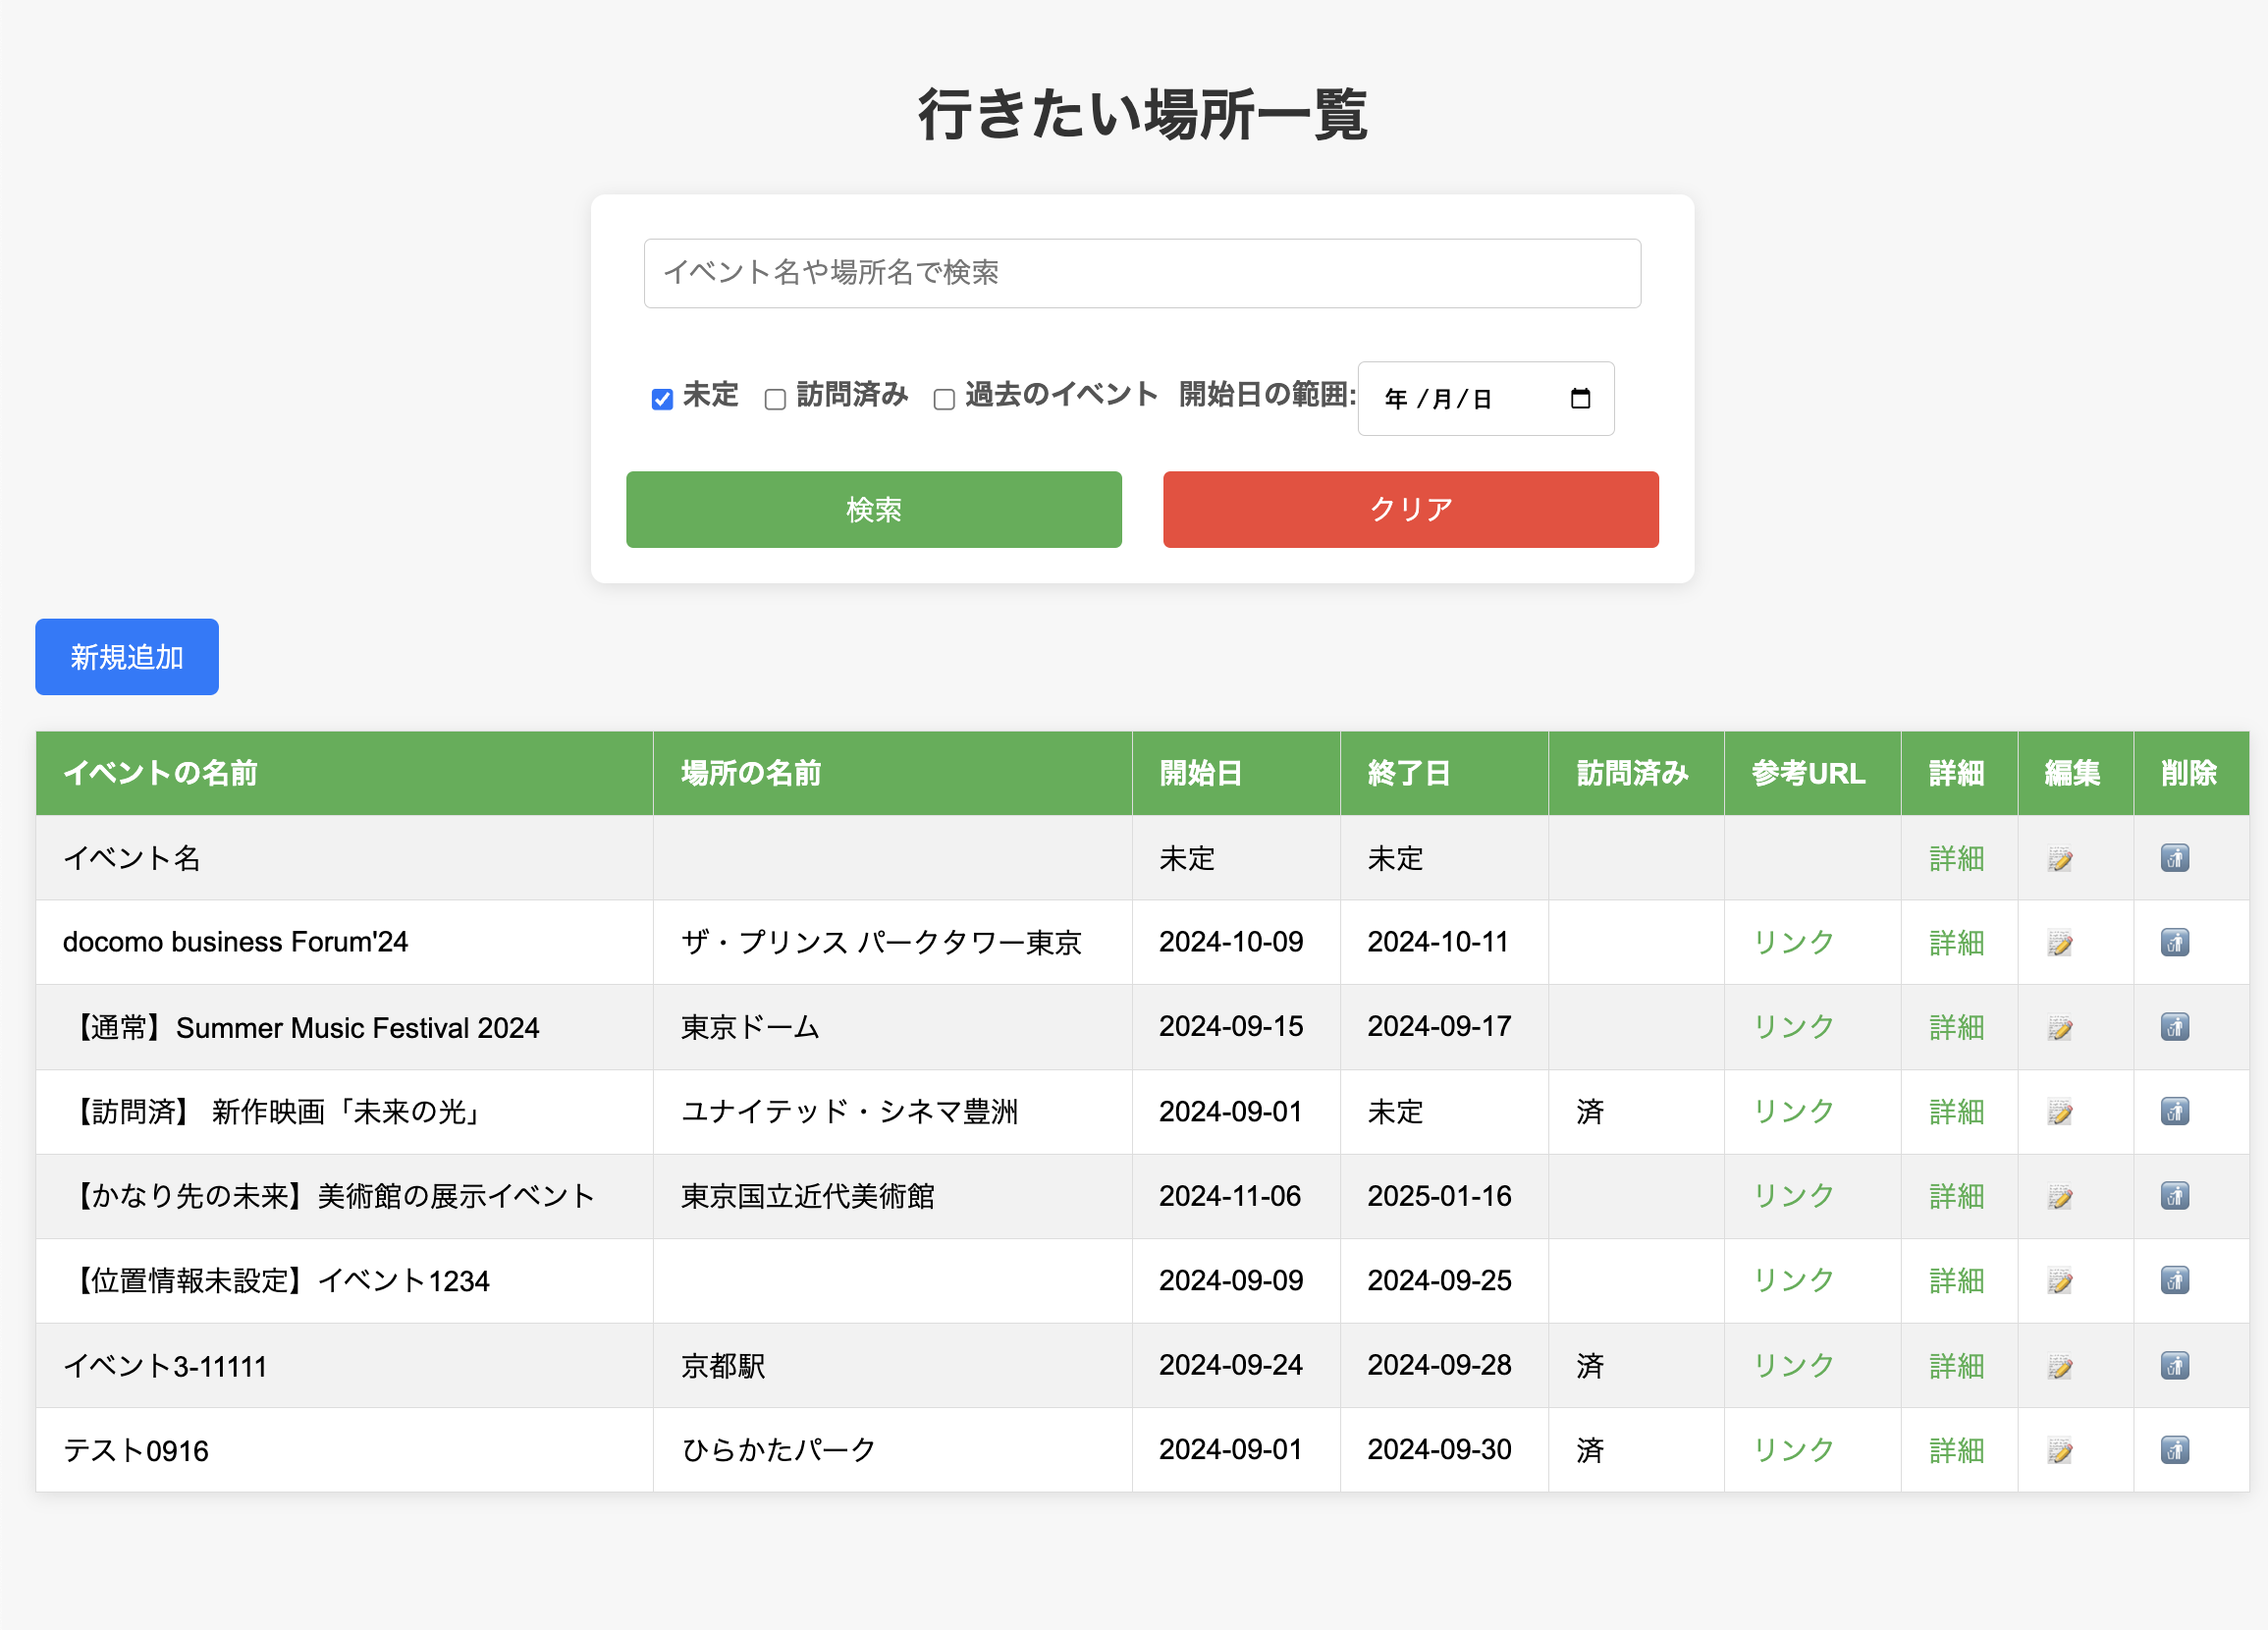 行きたい場所一覧
イベント名や場所名で検索
未定 訪問済み 過去のイベント 開始日の範囲: 年 /月/日
検索 クリア
新規追加
イベントの名前 場所の名前 開始日 終了日 訪問済み 参考URL 詳細 編集 削除
イベント名 未定 未定 詳細
docomo business Forum'24 ザ・プリンス パークタワー東京 2024-10-09 2024-10-11 リンク 詳細
【通常】Summer Music Festival 2024 東京ドーム 2024-09-15 2024-09-17 リンク 詳細
【訪問済】 新作映画「未来の光」 ユナイテッド・シネマ豊洲 2024-09-01 未定 済 リンク 詳細
【かなり先の未来】美術館の展示イベント 東京国立近代美術館 2024-11-06 2025-01-16 リンク 詳細
【位置情報未設定】イベント1234 2024-09-09 2024-09-25 リンク 詳細
イベント3-11111 京都駅 2024-09-24 2024-09-28 済 リンク 詳細
テスト0916 ひらかたパーク 2024-09-01 2024-09-30 済 リンク 詳細